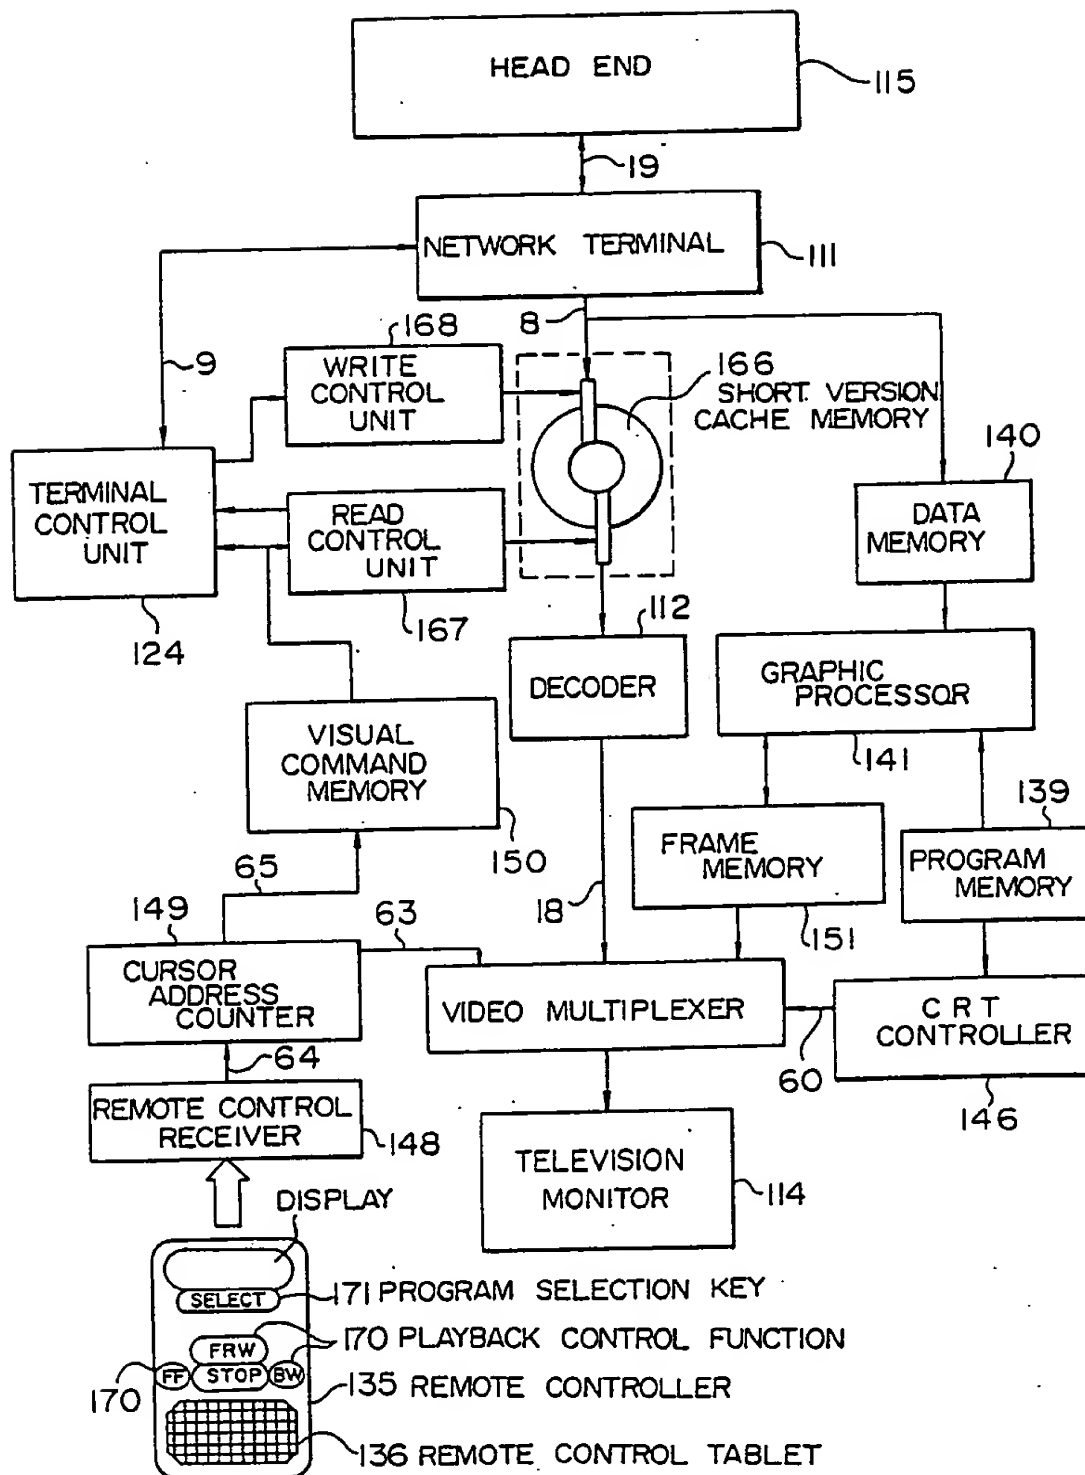 HEAD END
115
19
NETWORK TERMINAL
111
8
9
168
WRITE
CONTROL
UNIT
166
SHORT VERSION
CACHE MEMORY
140
DATA
MEMORY
TERMINAL
CONTROL
UNIT
124
READ
CONTROL
UNIT
167
112
DECODER
GRAPHIC
PROCESSOR
141
VISUAL
COMMAND
MEMORY
150
139
FRAME
MEMORY
151
PROGRAM
MEMORY
65
18
149
63
CURSOR
ADDRESS
COUNTER
VIDEO MULTIPLEXER
CRT
CONTROLLER
60
146
64
REMOTE CONTROL
RECEIVER
148
TELEVISION
MONITOR
114
DISPLAY
SELECT
171 PROGRAM SELECTION KEY
FRW
170 PLAYBACK CONTROL FUNCTION
FF
STOP
BW
170
135 REMOTE CONTROLLER
136 REMOTE CONTROL TABLET